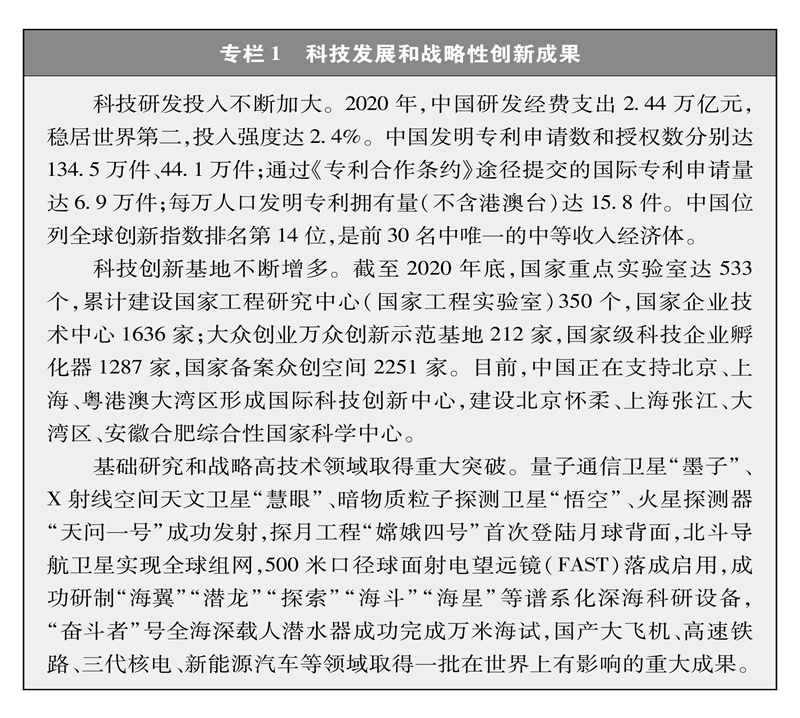 专栏1 科技发展和战略性创新成果
科技研发投入不断加大。2020年,中国研发经费支出2.44万亿元,
稳居世界第二,投入强度达2.4%。中国发明专利申请数和授权数分别达
134.5万件、44.1万件;通过《专利合作条约》途径提交的国际专利申请量
达6.9万件;每万人口发明专利拥有量(不含港澳台)达15.8件。中国位
列全球创新指数排名第14位,是前30名中唯一的中等收入经济体。
科技创新基地不断增多。截至2020年底,国家重点实验室达533
个,累计建设国家工程研究中心(国家工程实验室)350个,国家企业技
术中心1636家;大众创业万众创新示范基地212家,国家级科技企业孵
化器1287家,国家备案众创空间2251家。目前,中国正在支持北京、上
海、粤港澳大湾区形成国际科技创新中心,建设北京怀柔、上海张江、大
湾区、安徽合肥综合性国家科学中心。
基础研究和战略高技术领域取得重大突破。量子通信卫星“墨子”、
X射线空间天文卫星“慧眼”、暗物质粒子探测卫星“悟空”、火星探测器
“天问一号”成功发射,探月工程“嫦娥四号”首次登陆月球背面,北斗导
航卫星实现全球组网,500米口径球面射电望远镜(FAST)落成启用,成
功研制“海翼”“潜龙”“探索”“海斗”“海星”等谱系化深海科研设备,
“奋斗者”号全海深载人潜水器成功完成万米海试,国产大飞机、高速铁
路、三代核电、新能源汽车等领域取得一批在世界上有影响的重大成果。